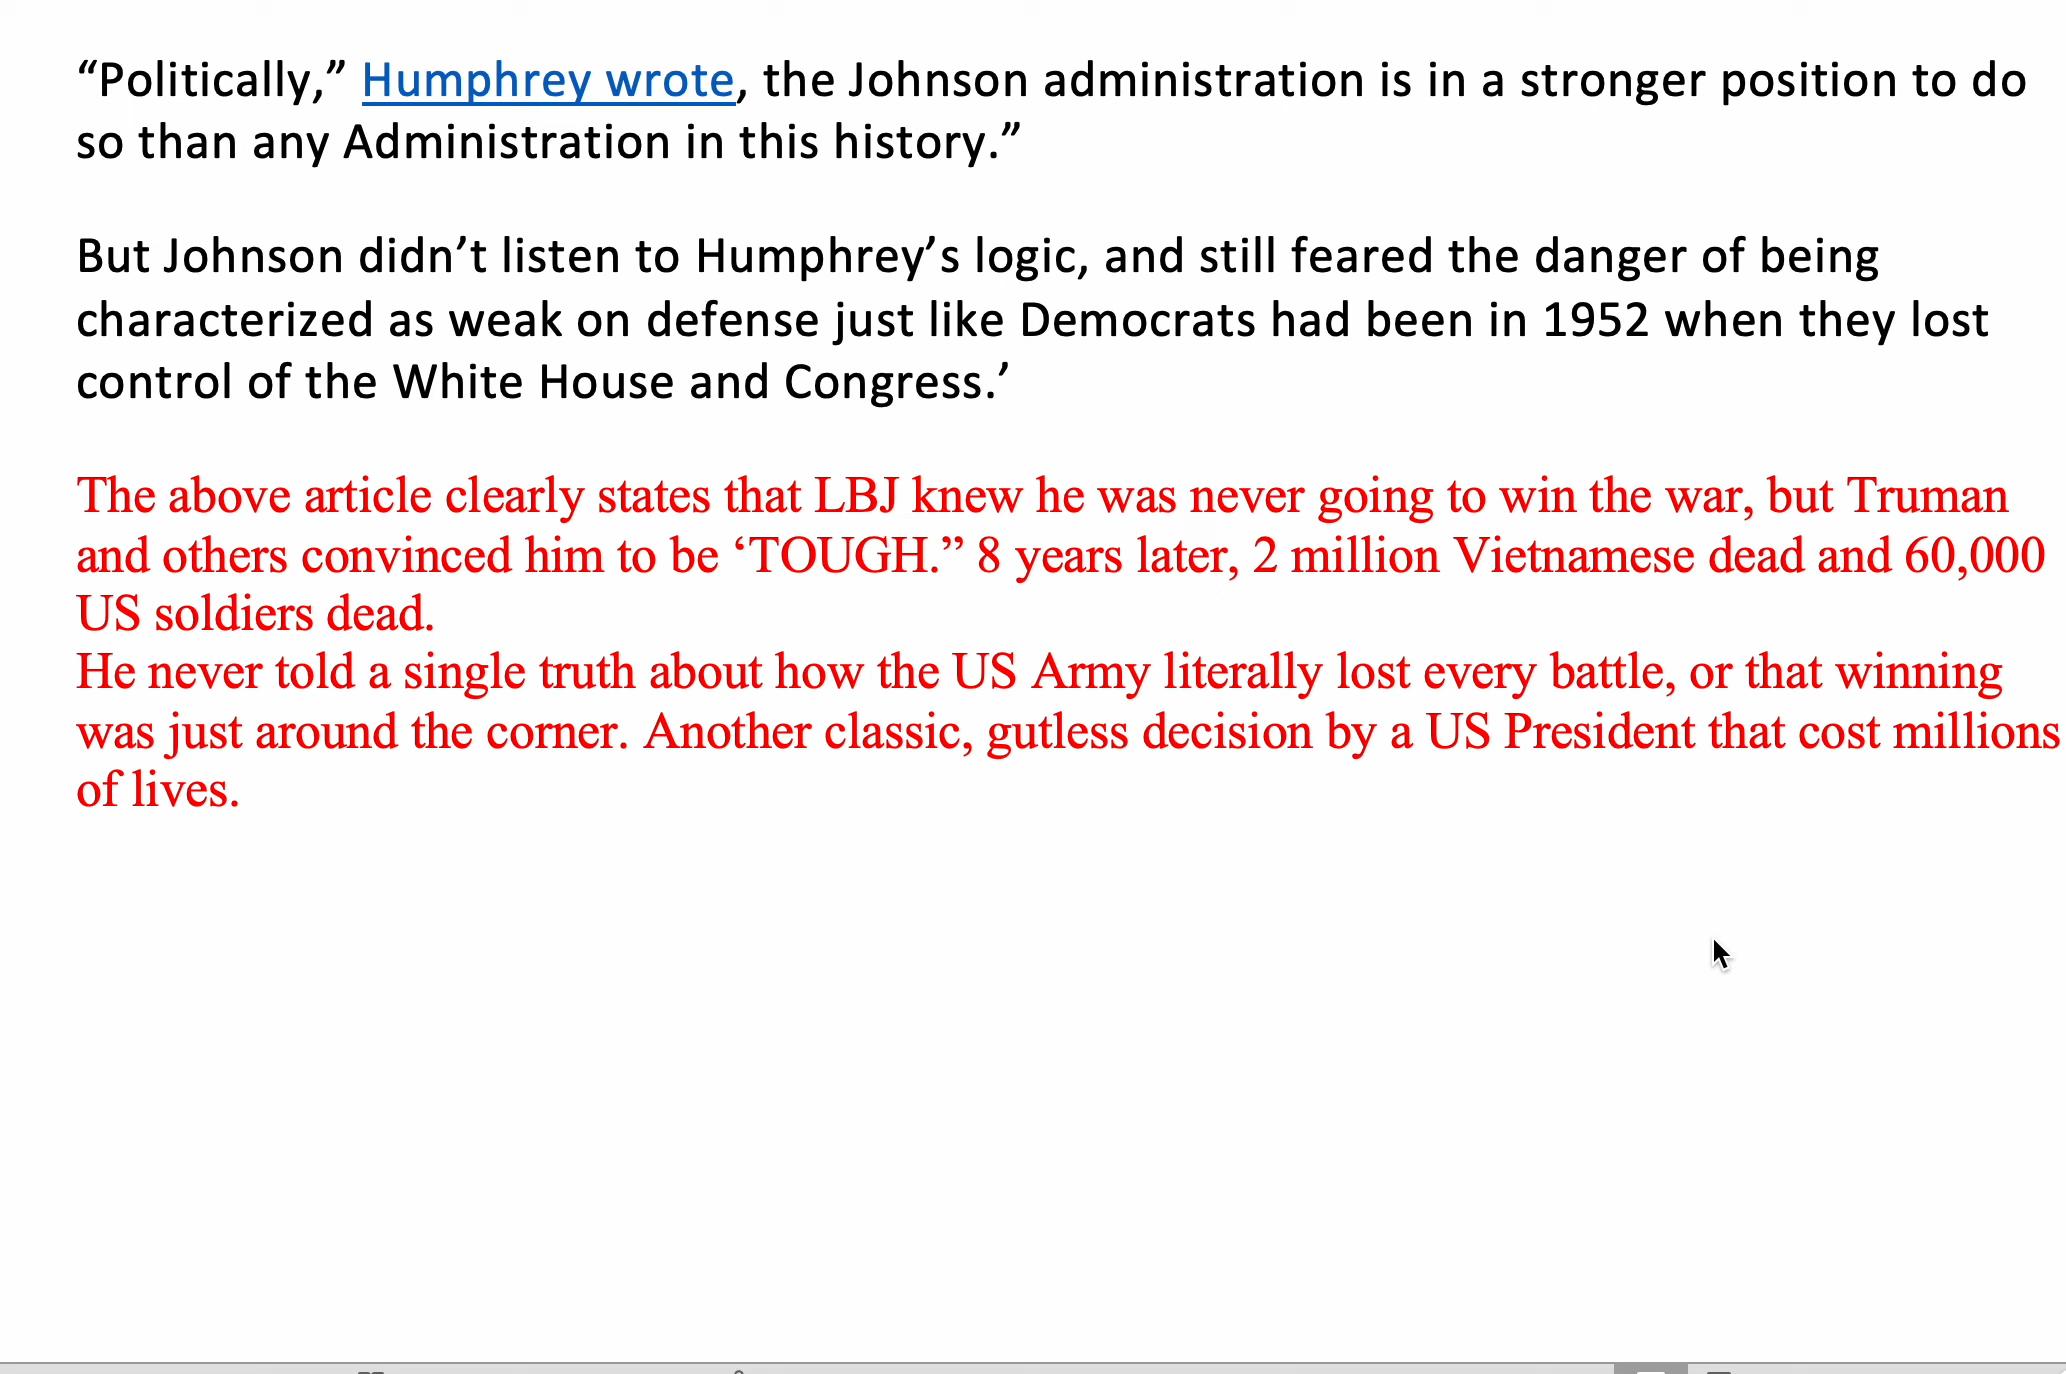 “Politically,” Humphrey wrote, the Johnson administration is in a stronger position to do
so than any Administration in this history.”
But Johnson didn’t listen to Humphrey’s logic, and still feared the danger of being
characterized as weak on defense just like Democrats had been in 1952 when they lost
control of the White House and Congress.’
The above article clearly states that LBJ knew he was never going to win the war, but Truman
and others convinced him to be ‘TOUGH.” 8 years later, 2 million Vietnamese dead and 60,000
US soldiers dead.
He never told a single truth about how the US Army literally lost every battle, or that winning
was just around the corner. Another classic, gutless decision by a US President that cost millions
of lives.